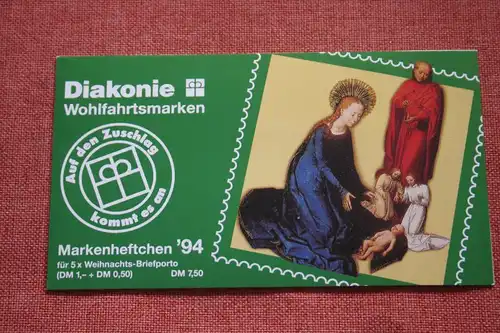 Diakonie
Wohlfahrtsmarken
Auf den Zuschlag
kommt es an
Markenheftchen '94
für 5 x Weihnachts-Briefporto
(DM 1,- + DM 0,50) DM 7,50